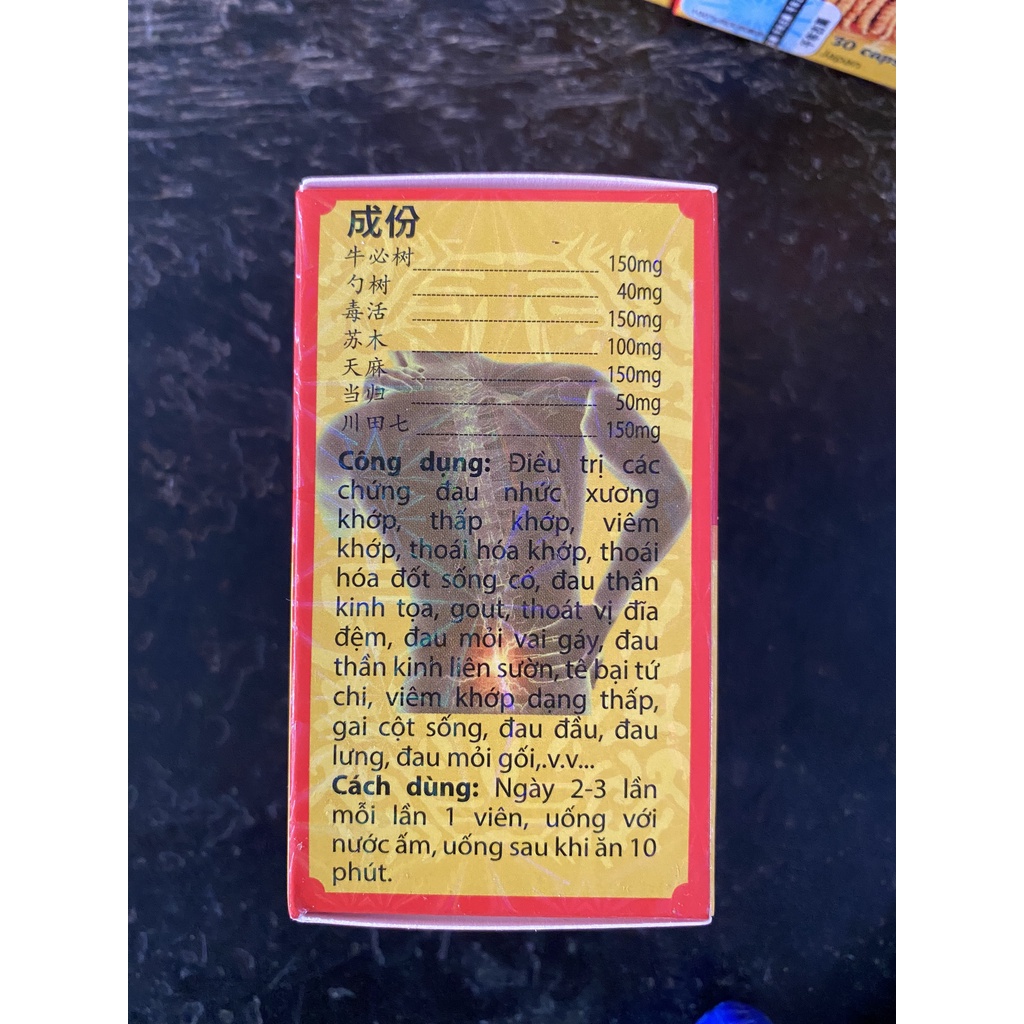 30 caps
成份
牛必树 150mg
勺树 40mg
毒活 150mg
苏木 100mg
天麻 150mg
当归 50mg
川田七 150mg
Công dụng: Điều trị các
chứng đau nhức xương
khớp, thấp khớp, viêm
khớp, thoái hóa khớp, thoái
hóa đốt sống cổ, đau thần
kinh tọa, gout, thoát vị đĩa
đệm, đau mỏi vai gáy, đau
thần kinh liên sườn, tê bại tứ
chi, viêm khớp dạng thấp,
gai cột sống, đau đầu, đau
lưng, đau mỏi gối,.v.v...
Cách dùng: Ngày 2-3 lần
mỗi lần 1 viên, uống với
nước ấm, uống sau khi ăn 10
phút.